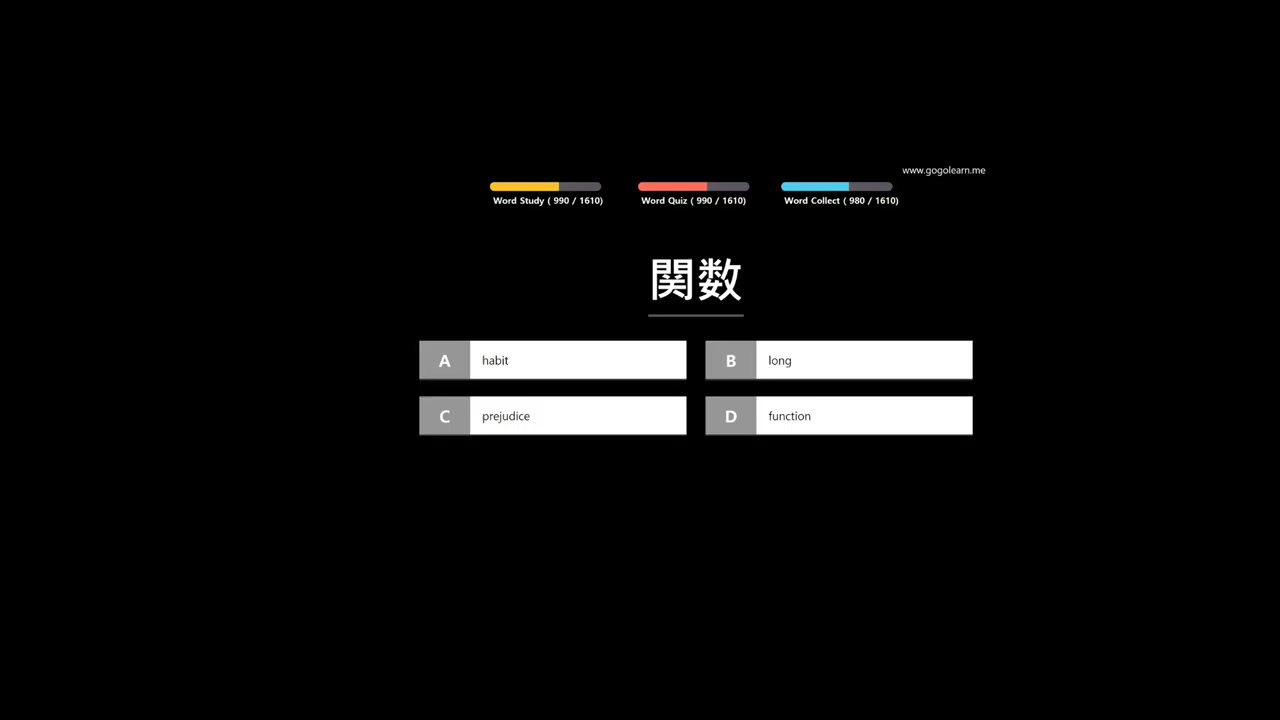 www.gogolearn.me
Word Study ( 990 / 1610) Word Quiz ( 990 / 1610) Word Collect ( 980 / 1610)
関数
A habit B long
C prejudice D function